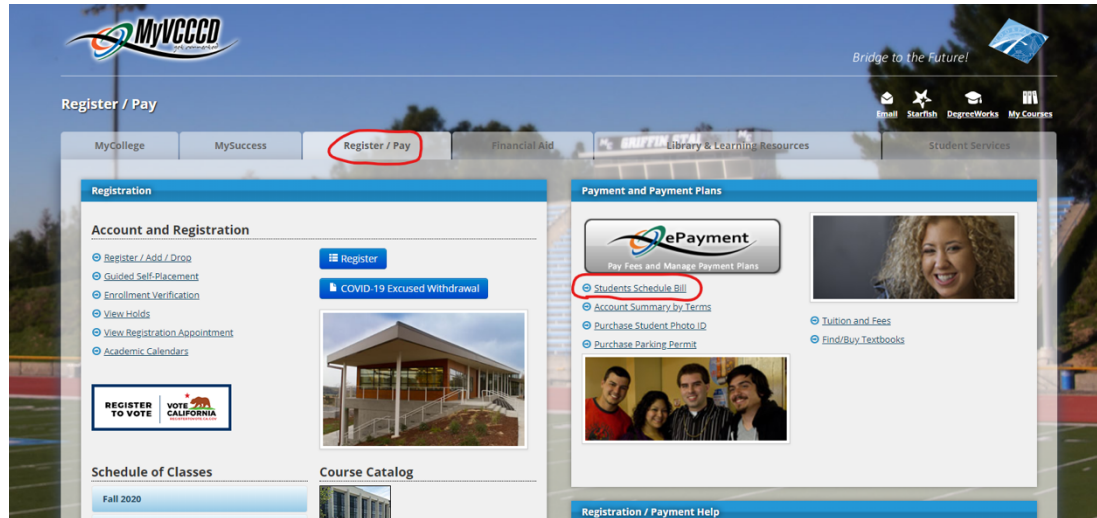 MyVCCCD
Bridge to the Future!
Register / Pay
Email Starfish DegreeWorks My Courses
MyCollege MySuccess Register / Pay Financial Aid Library & Learning Resources Student Services
GRIFFIN
Registration
Account and Registration
Register / Add / Drop
Guided Self-Placement
Enrollment Verification
View Holds
View Registration Appointment
Academic Calendars
Register
COVID-19 Excused Withdrawal
REGISTER TO VOTE
VOTE CALIFORNIA
Schedule of Classes
Fall 2020
Course Catalog
Payment and Payment Plans
ePayment
Pay Fees and Manage Payment Plans
Students Schedule Bill
Account Summary by Terms
Purchase Student Photo ID
Purchase Parking Permit
Tuition and Fees
Find/Buy Textbooks
Registration / Payment Help